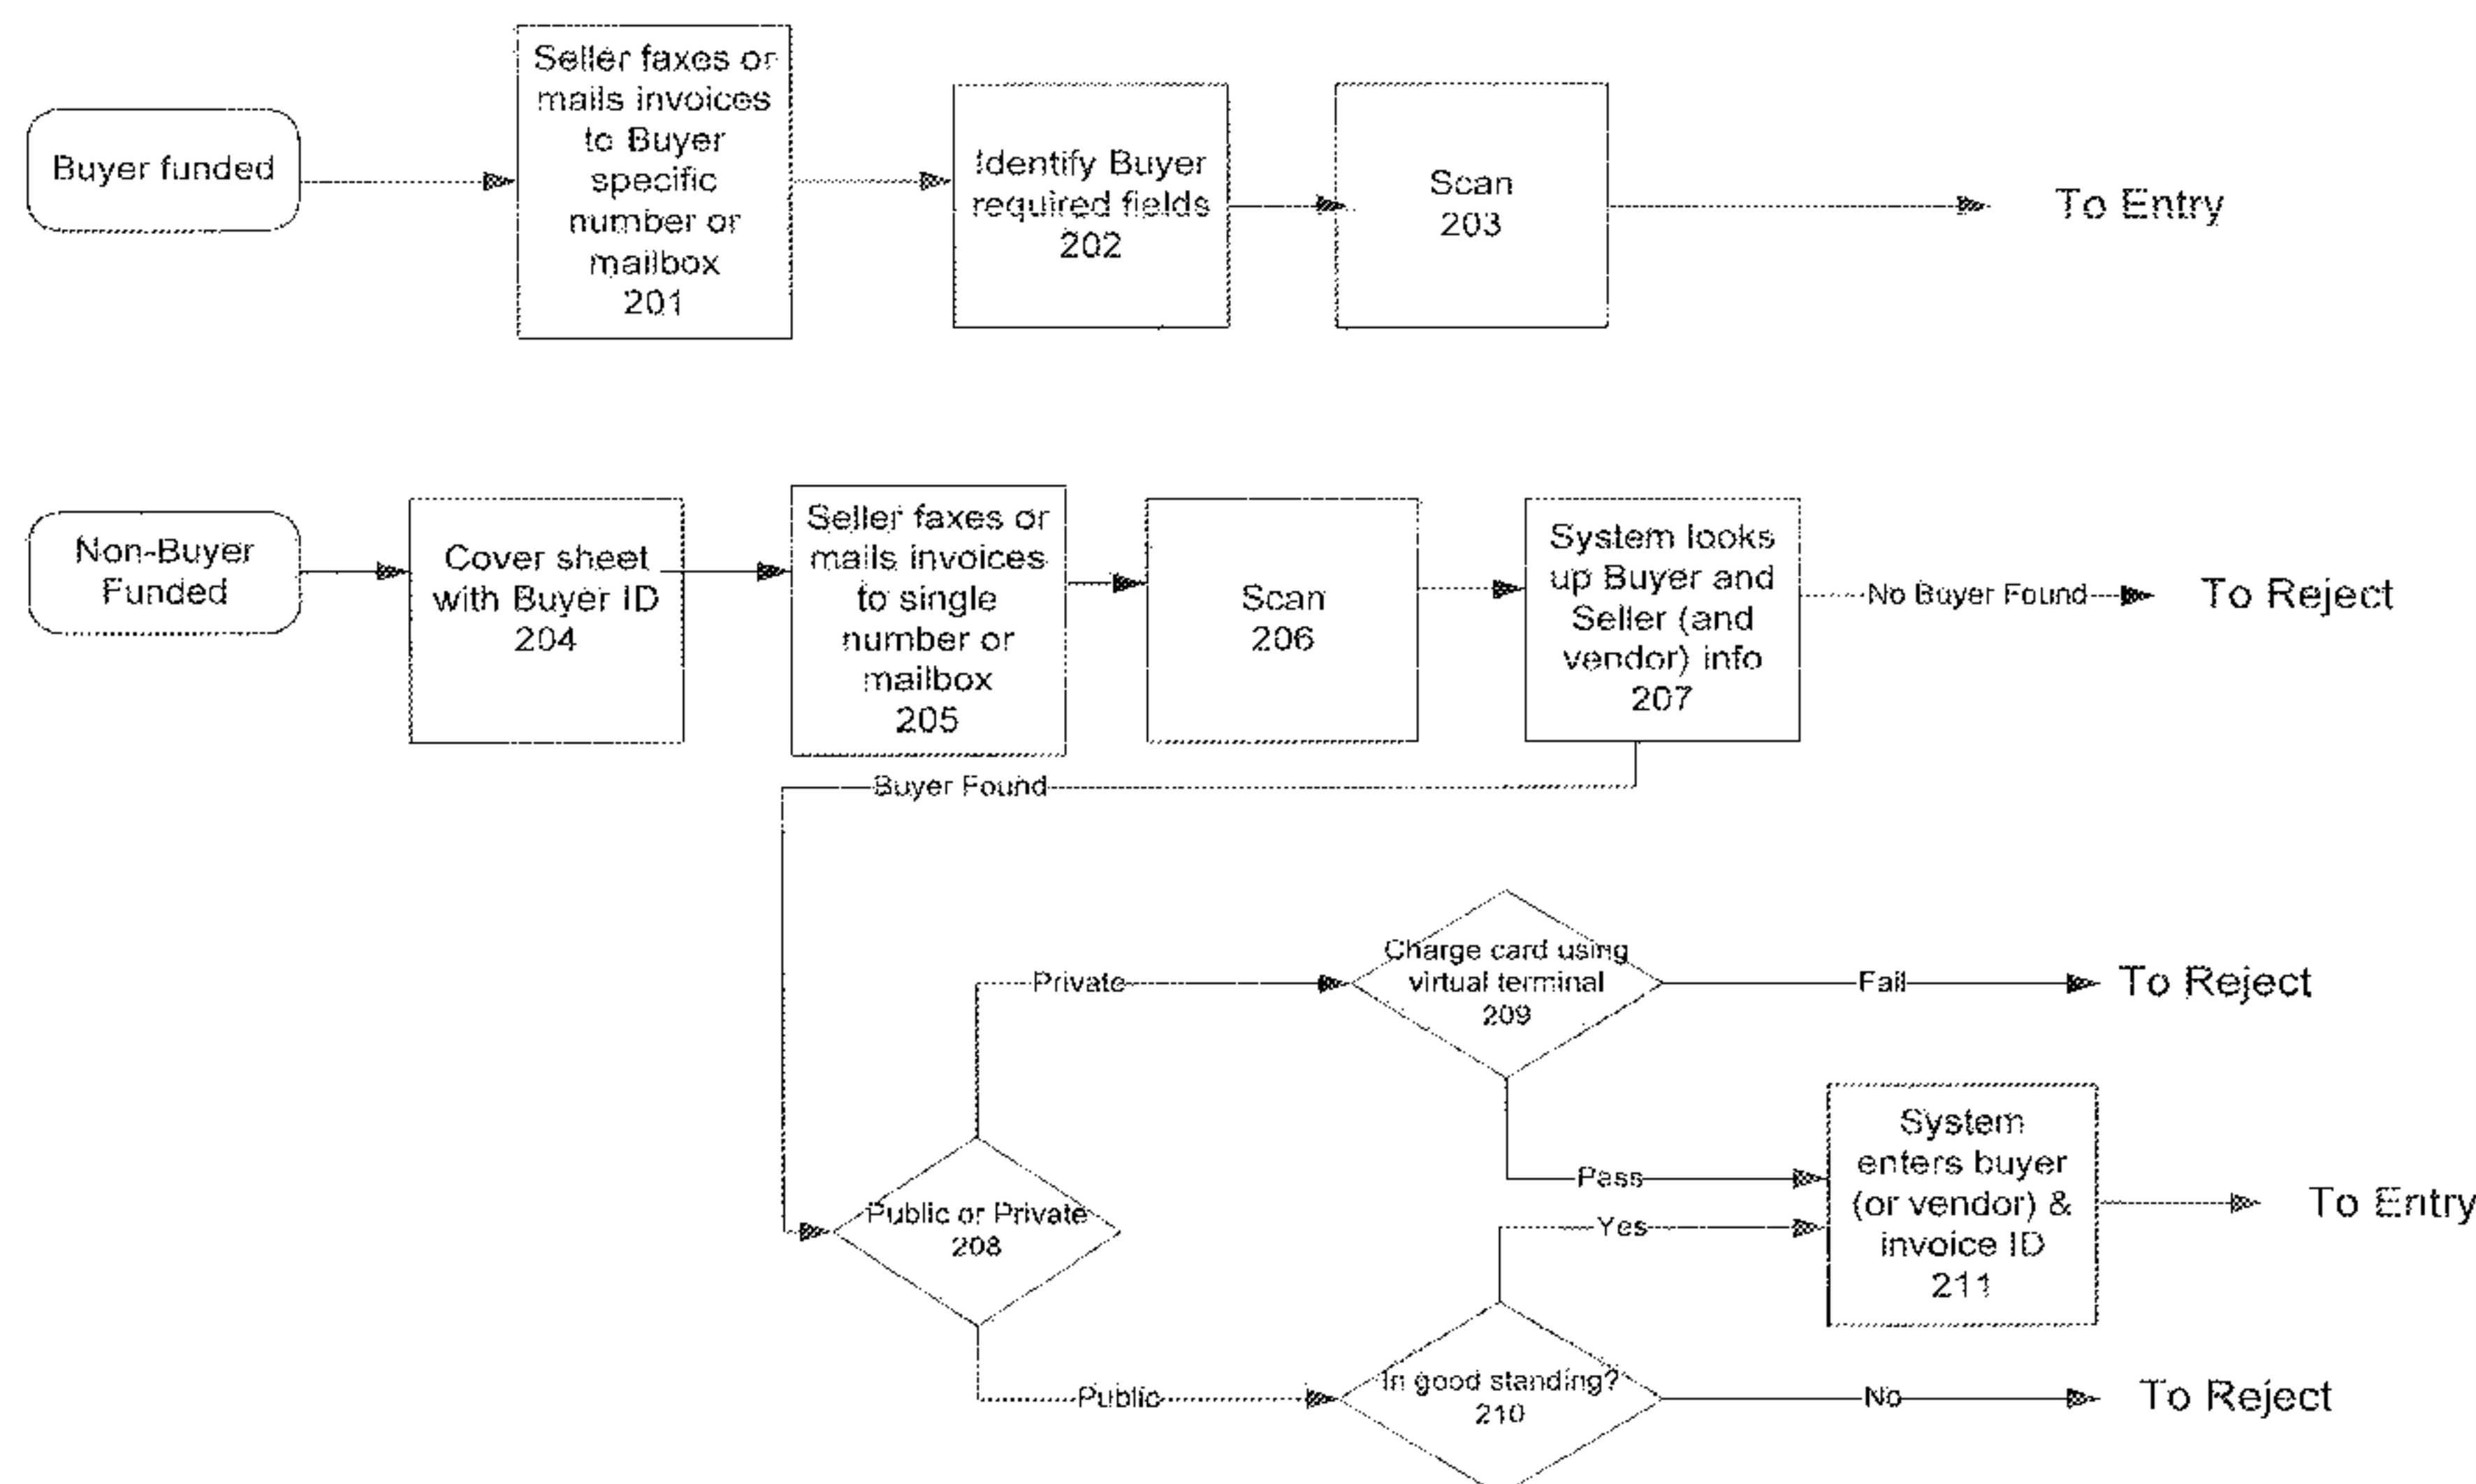 Buyer funded
Seller faxes or
mails invoices
to Buyer
specific
number or
mailbox
201
Identify Buyer
required fields
202
Scan
203
To Entry
Non-Buyer
Funded
Cover sheet
with Buyer ID
204
Seller faxes or
mails invoices
to single
number or
mailbox
205
Scan
206
System looks
up Buyer and
Seller (and
vendor) info
207
No Buyer Found
To Reject
Buyer Found
Private
Charge card using
virtual terminal
209
Fail
To Reject
Public or Private
208
Pass
Yes
System
enters buyer
(or vendor) &
invoice ID
211
To Entry
Public
In good standing?
210
No
To Reject